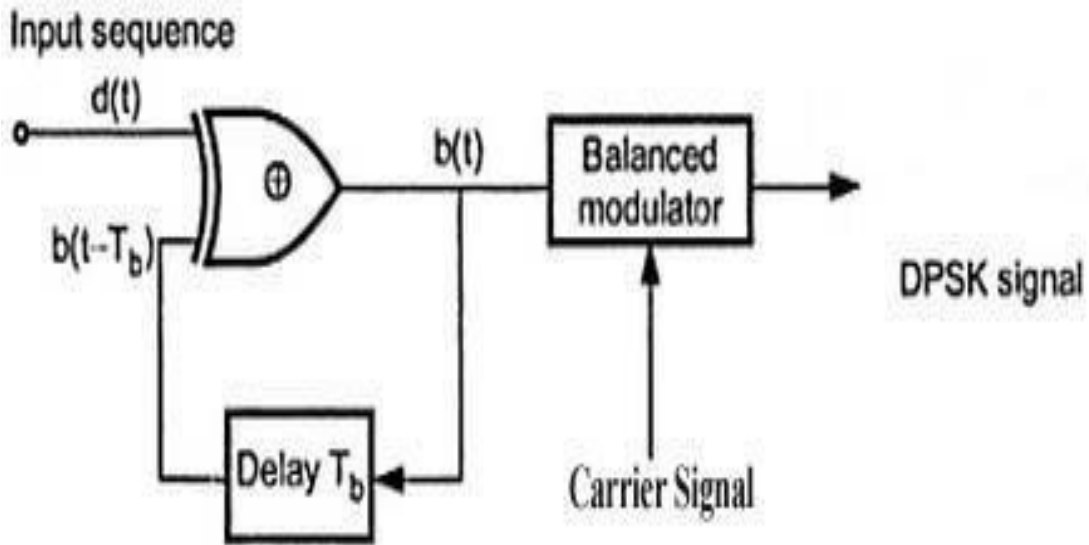 Input sequence
d(t)
⊕
b(t)
Balanced
modulator
b(t-T_b)
DPSK signal
Delay T_b
Carrier Signal